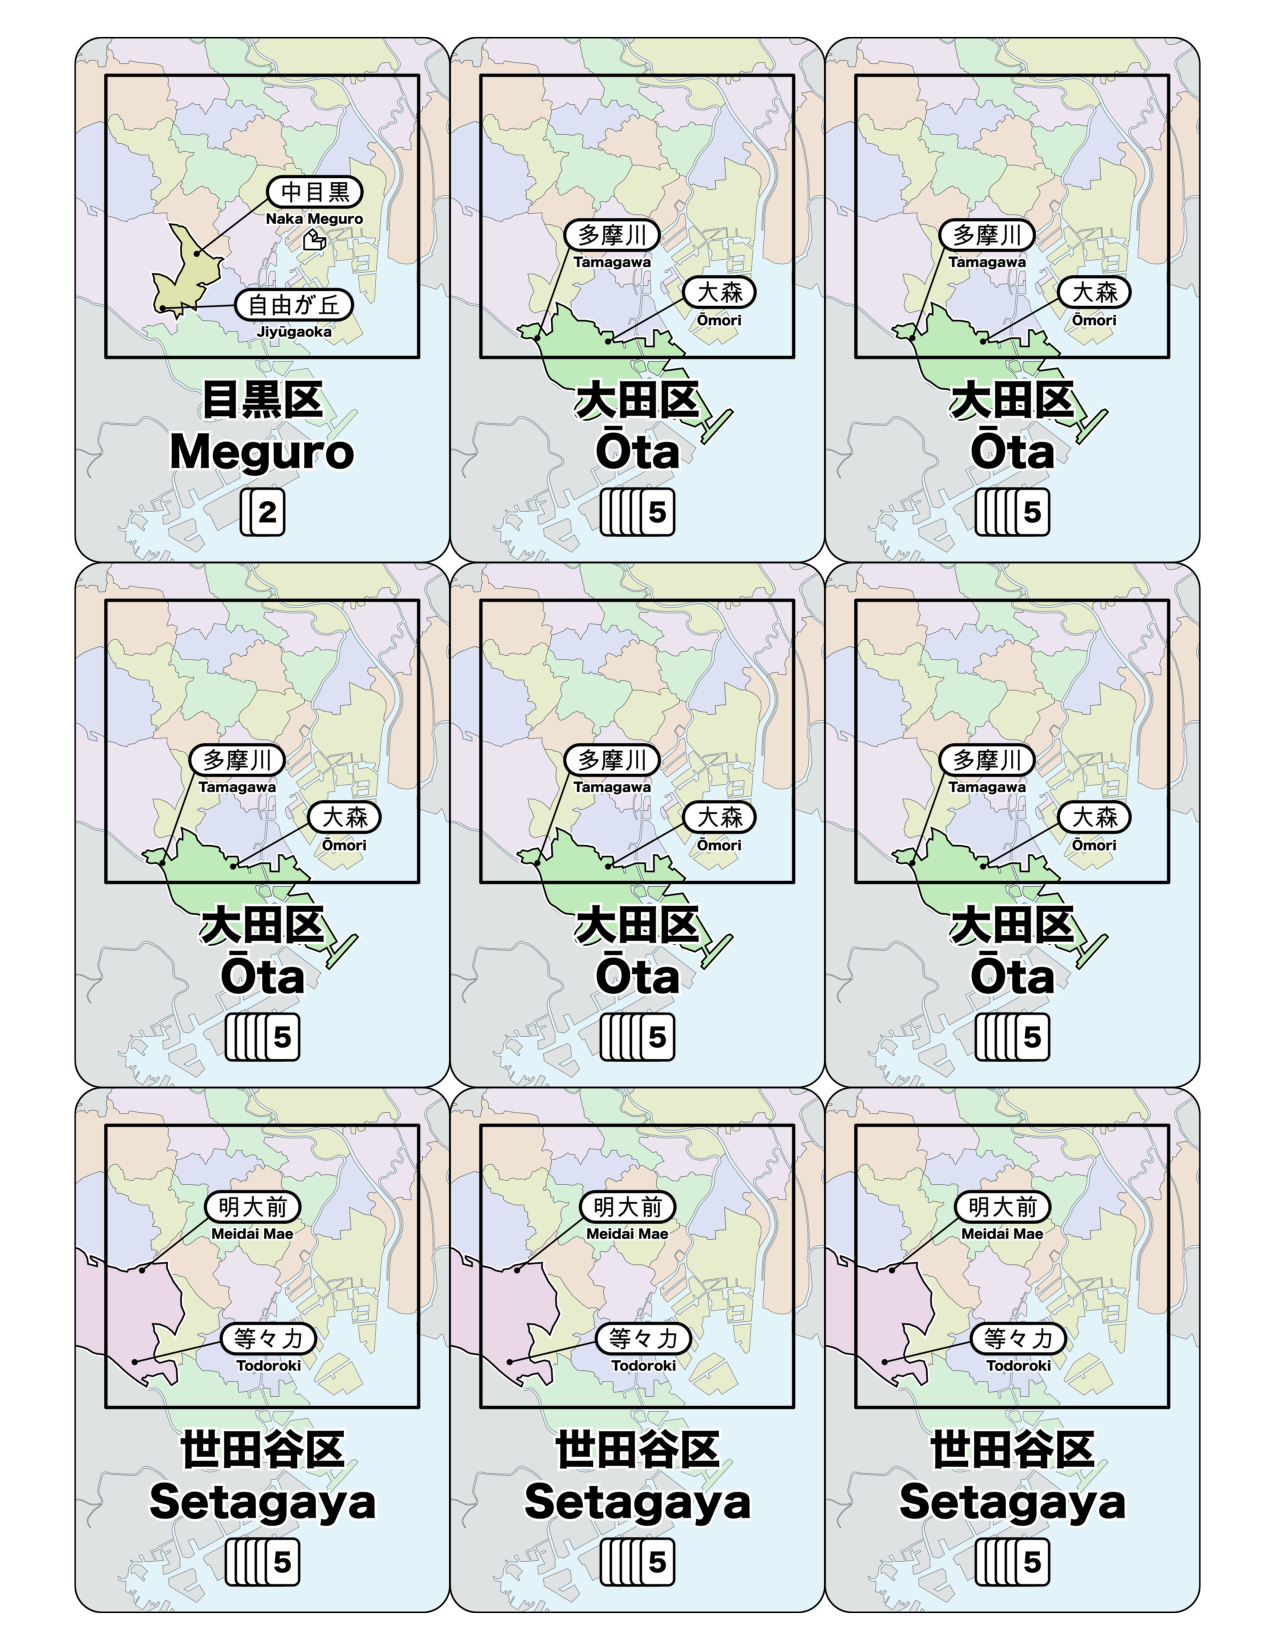 中目黒
Naka Meguro
自由が丘
Jiyūgaoka
目黒区
Meguro
2
多摩川
Tamagawa
大森
Ōmori
大田区
Ōta
5
多摩川
Tamagawa
大森
Ōmori
大田区
Ōta
5
多摩川
Tamagawa
大森
Ōmori
大田区
Ōta
5
多摩川
Tamagawa
大森
Ōmori
大田区
Ōta
5
多摩川
Tamagawa
大森
Ōmori
大田区
Ōta
5
明大前
Meidai Mae
等々力
Todoroki
世田谷区
Setagaya
5
明大前
Meidai Mae
等々力
Todoroki
世田谷区
Setagaya
5
明大前
Meidai Mae
等々力
Todoroki
世田谷区
Setagaya
5